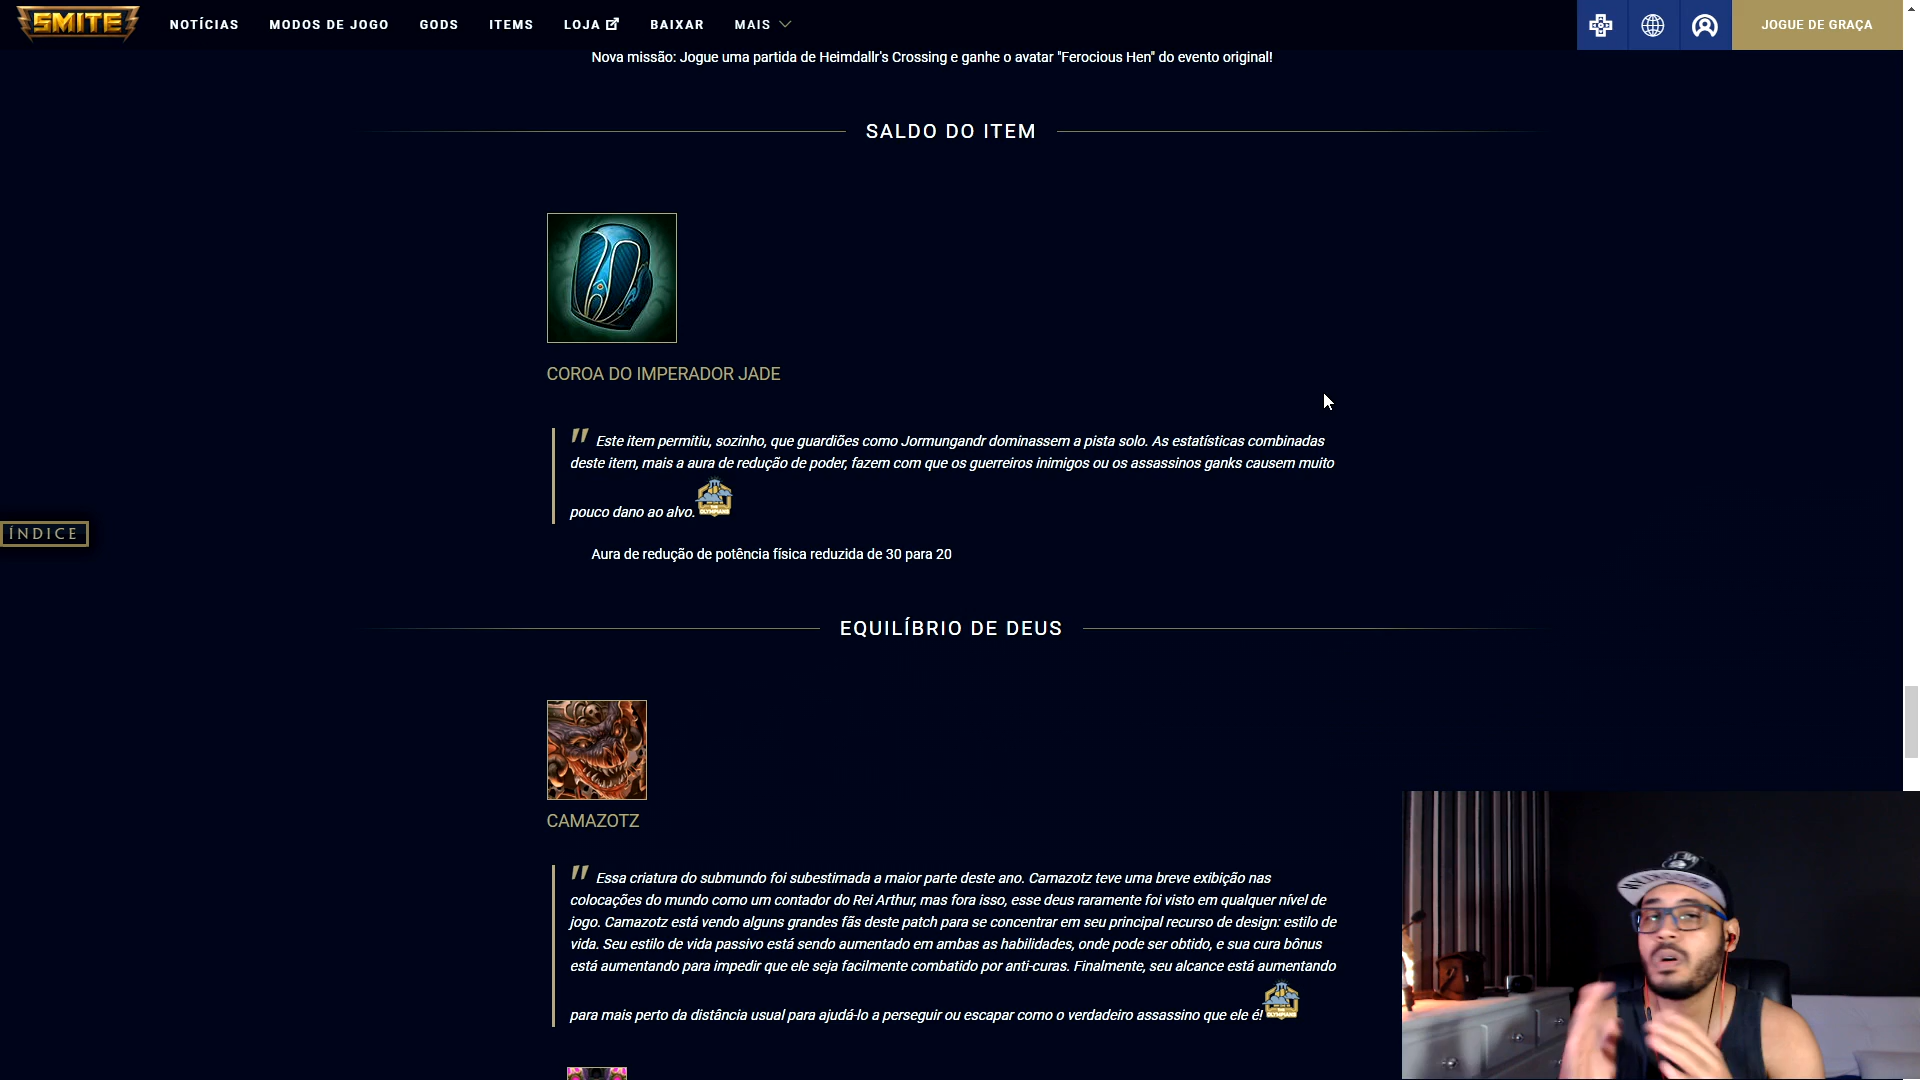 SMITE
NOTÍCIAS
MODOS DE JOGO
GODS
ITEMS
LOJA
BAIXAR
MAIS
JOGUE DE GRAÇA
Nova missão: Jogue uma partida de Heimdallr's Crossing e ganhe o avatar "Ferocious Hen" do evento original!
SALDO DO ITEM
COROA DO IMPERADOR JADE
" Este item permitiu, sozinho, que guardiões como Jormungandr dominassem a pista solo. As estatísticas combinadas
deste item, mais a aura de redução de poder, fazem com que os guerreiros inimigos ou os assassinos ganks causem muito
pouco dano ao alvo.
ÍNDICE
Aura de redução de potência física reduzida de 30 para 20
EQUILÍBRIO DE DEUS
CAMAZOTZ
" Essa criatura do submundo foi subestimada a maior parte deste ano. Camazotz teve uma breve exibição nas
colocações do mundo como um contador do Rei Arthur, mas fora isso, esse deus raramente foi visto em qualquer nível de
jogo. Camazotz está vendo alguns grandes fãs deste patch para se concentrar em seu principal recurso de design: estilo de
vida. Seu estilo de vida passivo está sendo aumentado em ambas as habilidades, onde pode ser obtido, e sua cura bônus
está aumentando para impedir que ele seja facilmente combatido por anti-curas. Finalmente, seu alcance está aumentando
para mais perto da distância usual para ajudá-lo a perseguir ou escapar como o verdadeiro assassino que ele é!